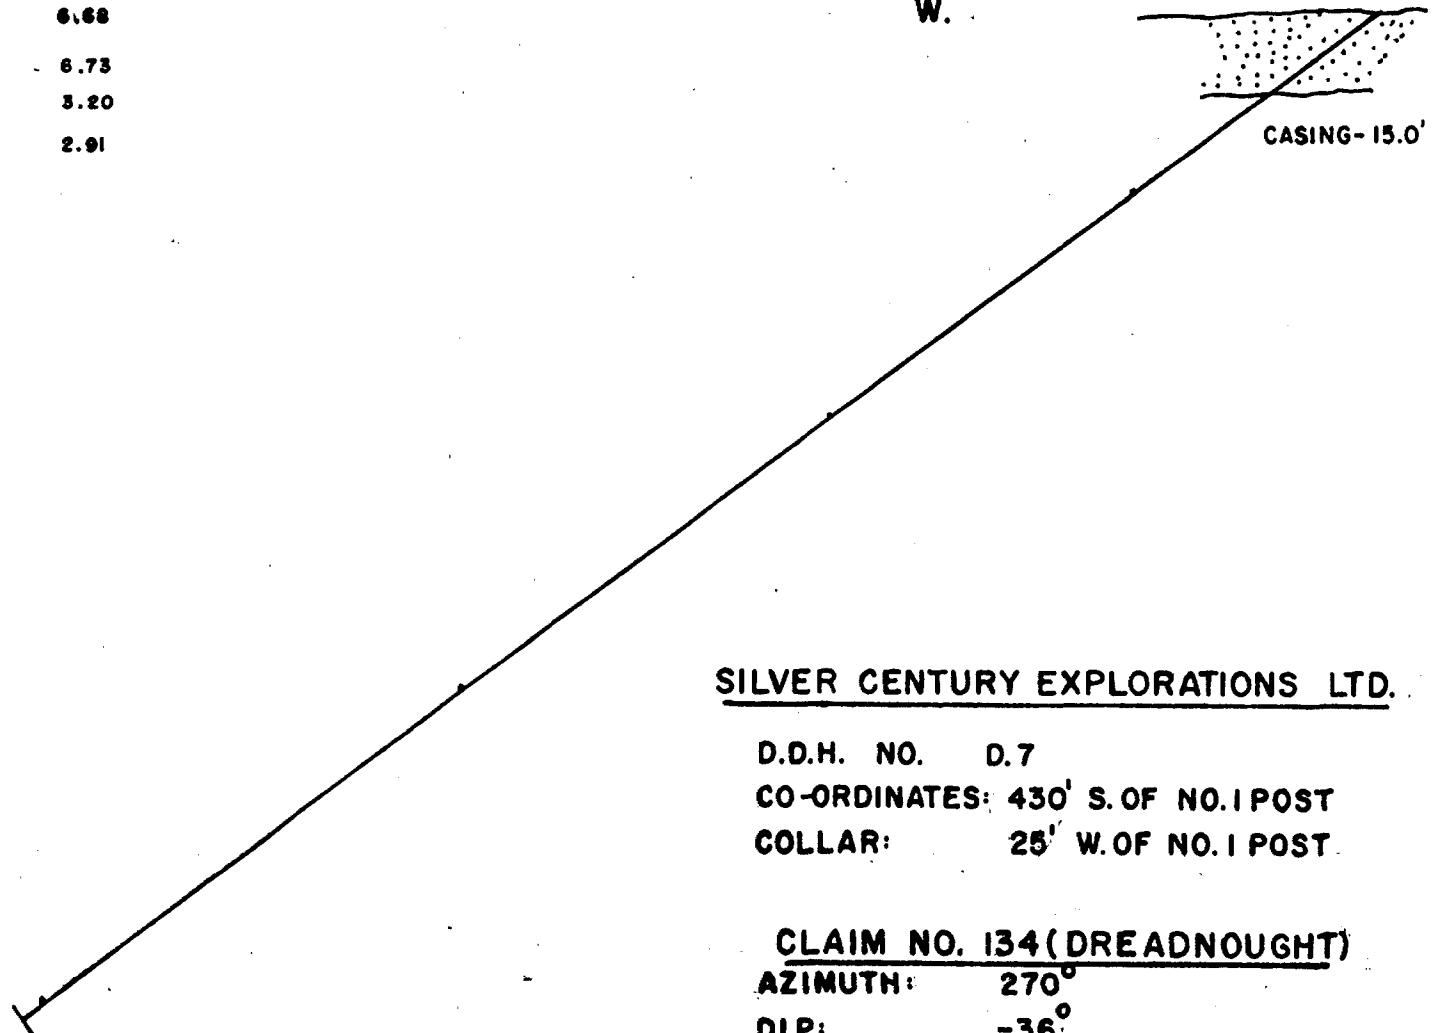 6.68
6.73
3.20
2.91
W.
CASING- 15.0'
SILVER CENTURY EXPLORATIONS LTD.
D.D.H. NO. D.7
CO-ORDINATES: 430' S. OF NO. 1 POST
COLLAR: 25' W. OF NO. 1 POST
CLAIM NO. 134 (DREADNOUGHT)
AZIMUTH: 270°
DIP: -36°